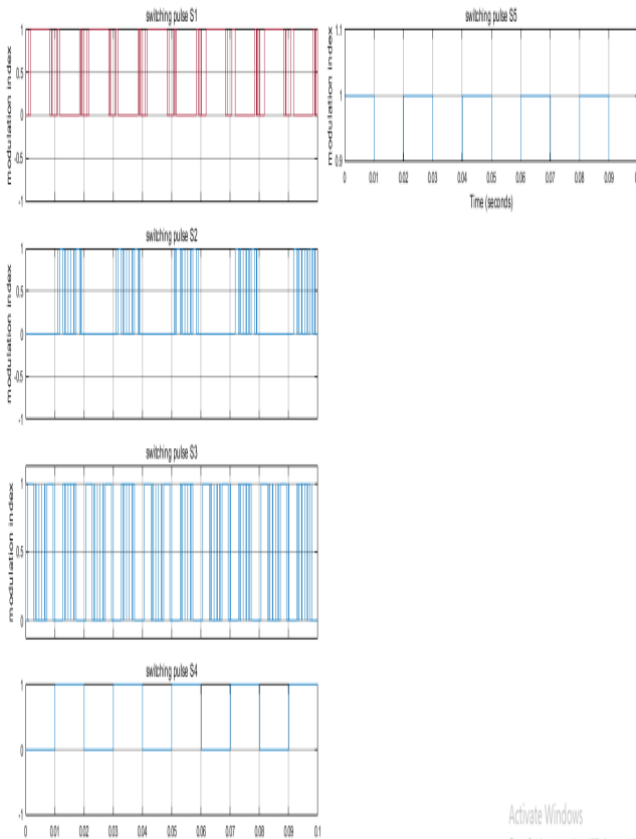 switching pulse S1
modulation index
1
0.5
0
-0.5
-1
switching pulse S5
modulation index
1.1
1
0.9
0 0.01 0.02 0.03 0.04 0.05 0.06 0.07 0.08 0.09 0.
Time (seconds)
switching pulse S2
modulation index
1
0.5
0
-0.5
-1
switching pulse S3
modulation index
1
0.5
0
switching pulse S4
1
0
-1
0 0.01 0.02 0.03 0.04 0.05 0.06 0.07 0.08 0.09 0.1
Activate Windows